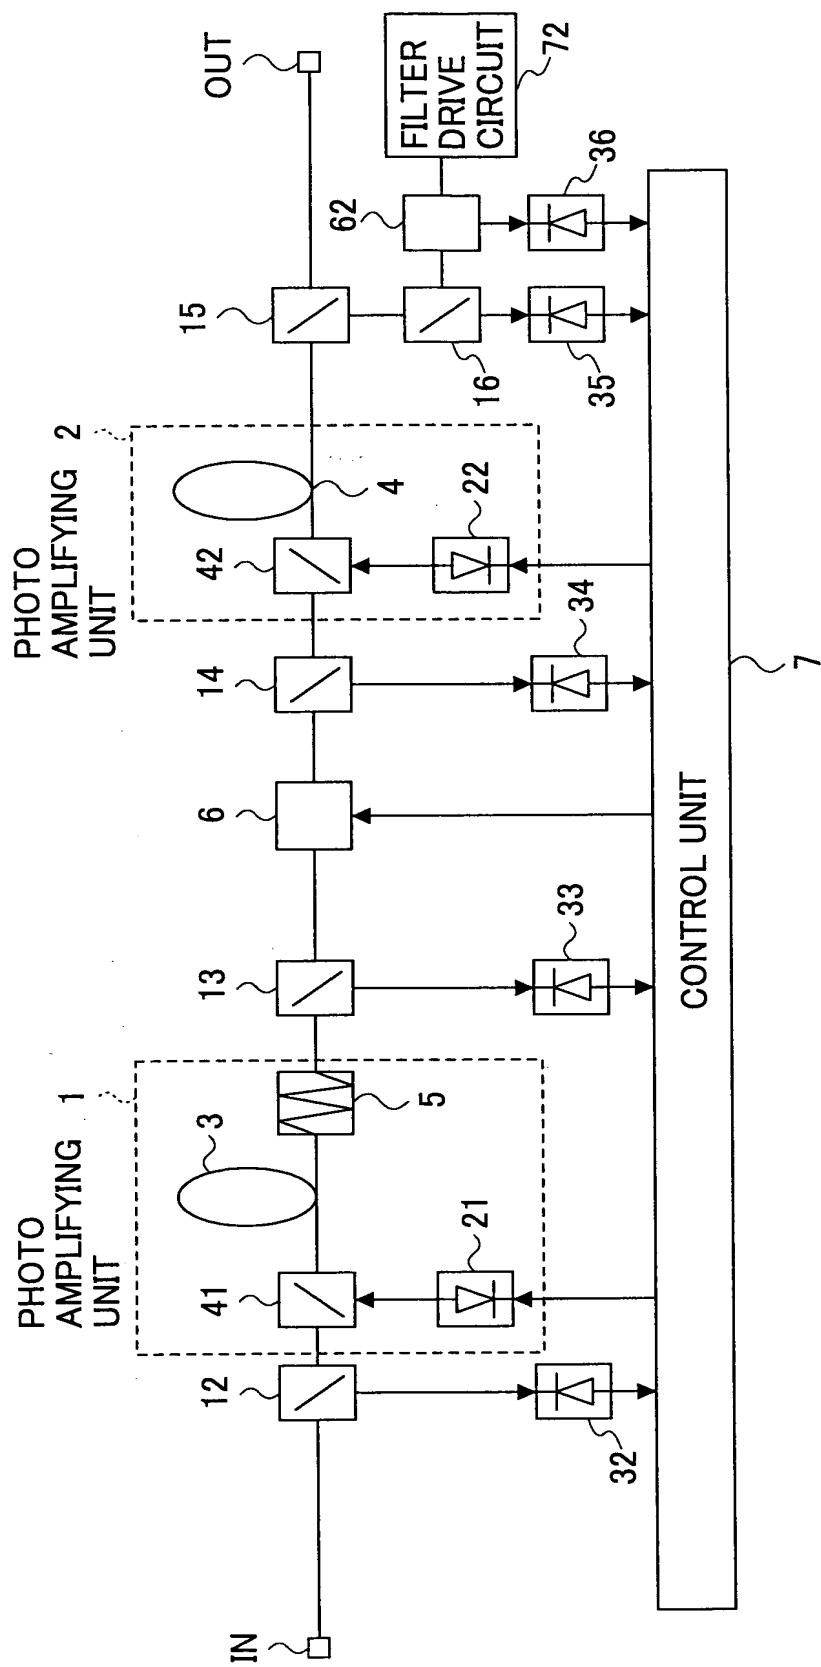 PHOTO
AMPLIFYING
UNIT
1
PHOTO
AMPLIFYING
UNIT
2
IN
12
41
3
5
13
6
14
42
4
15
62
OUT
FILTER
DRIVE
CIRCUIT
72
16
21
22
32
33
34
35
36
CONTROL UNIT
7